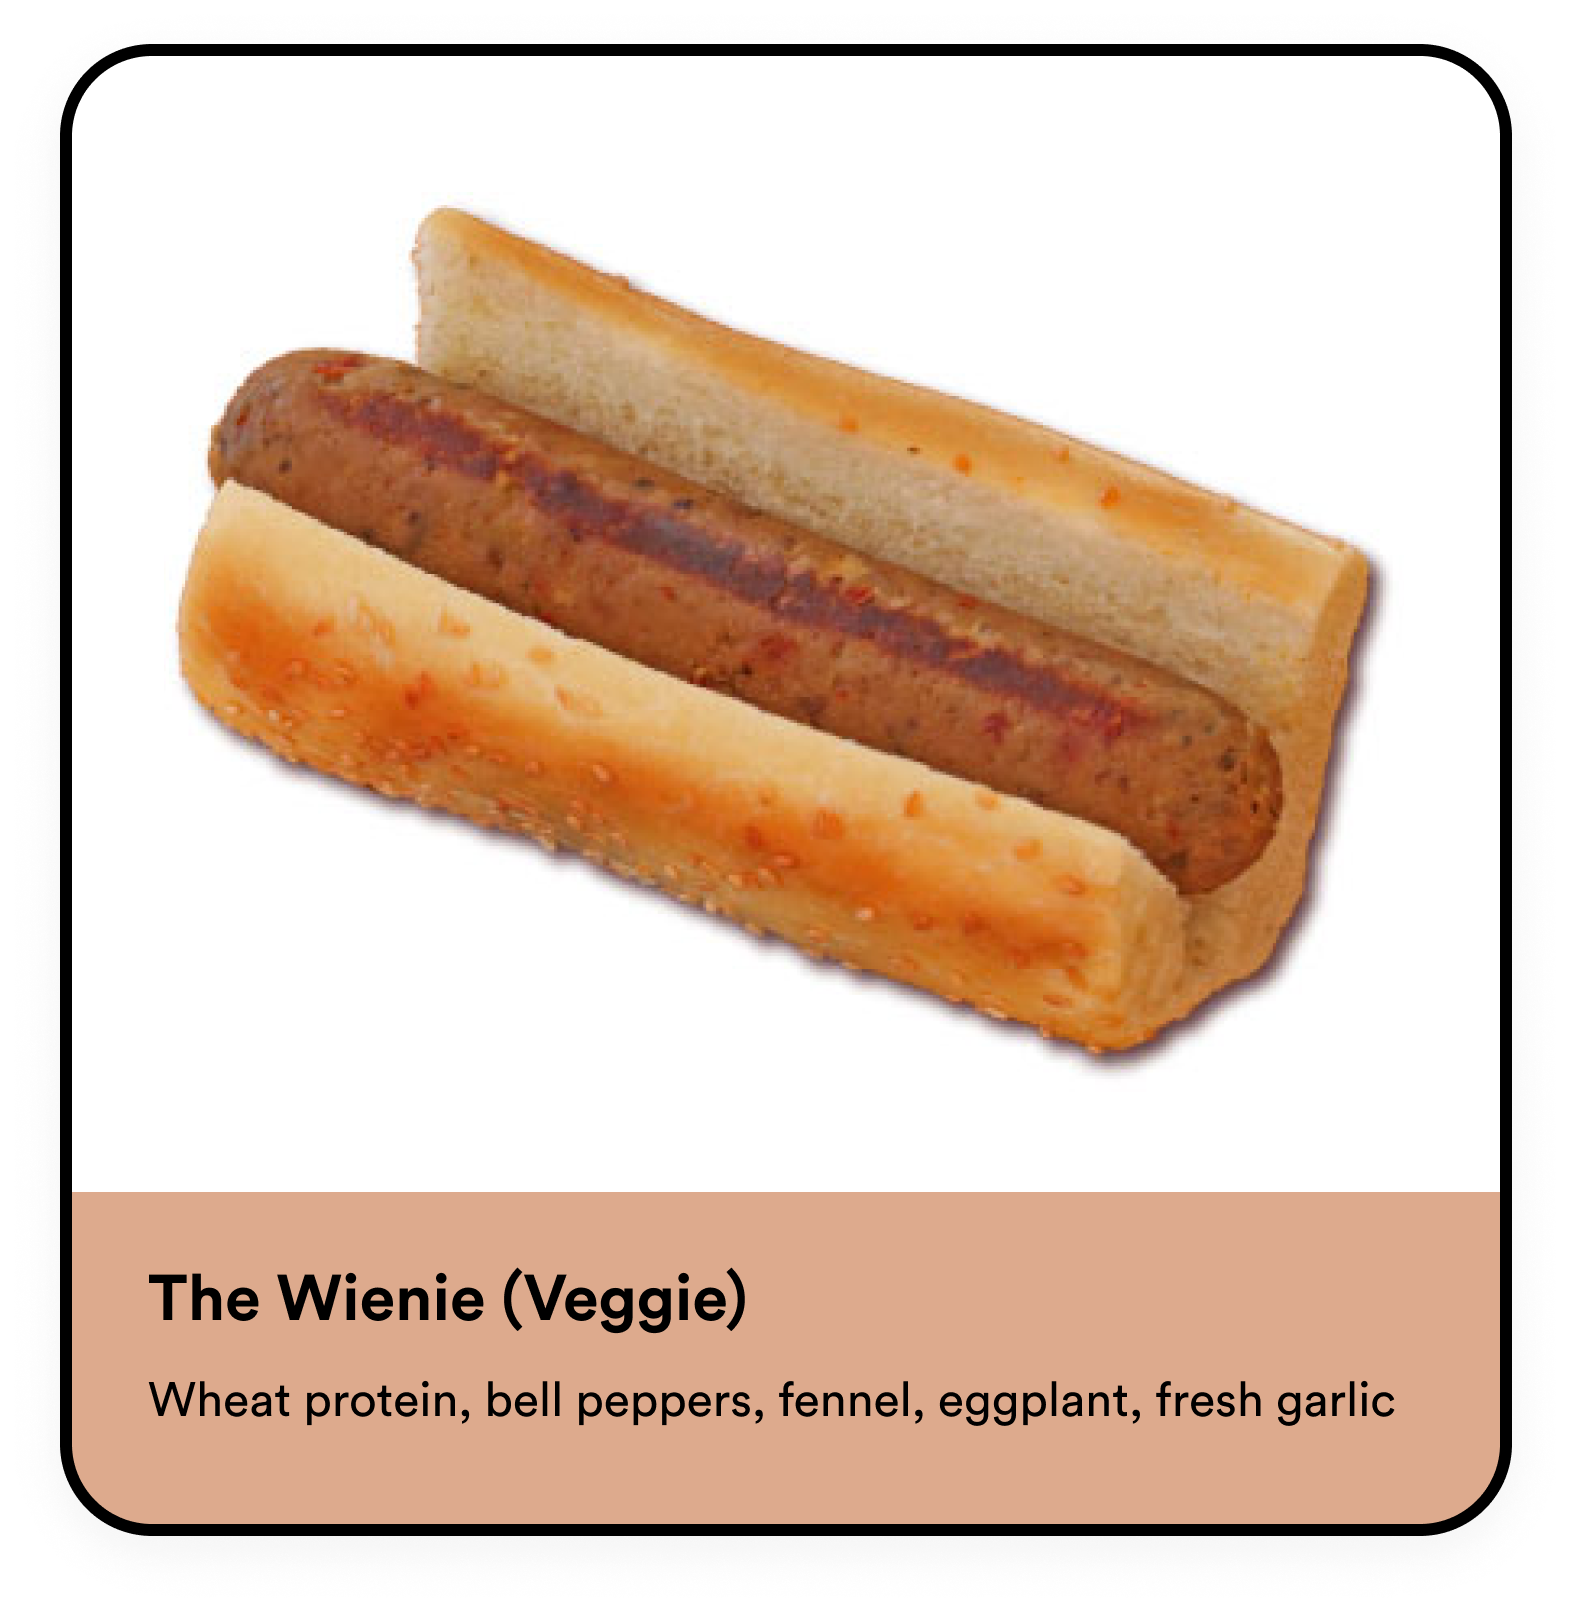 The Wienie (Veggie)
Wheat protein, bell peppers, fennel, eggplant, fresh garlic